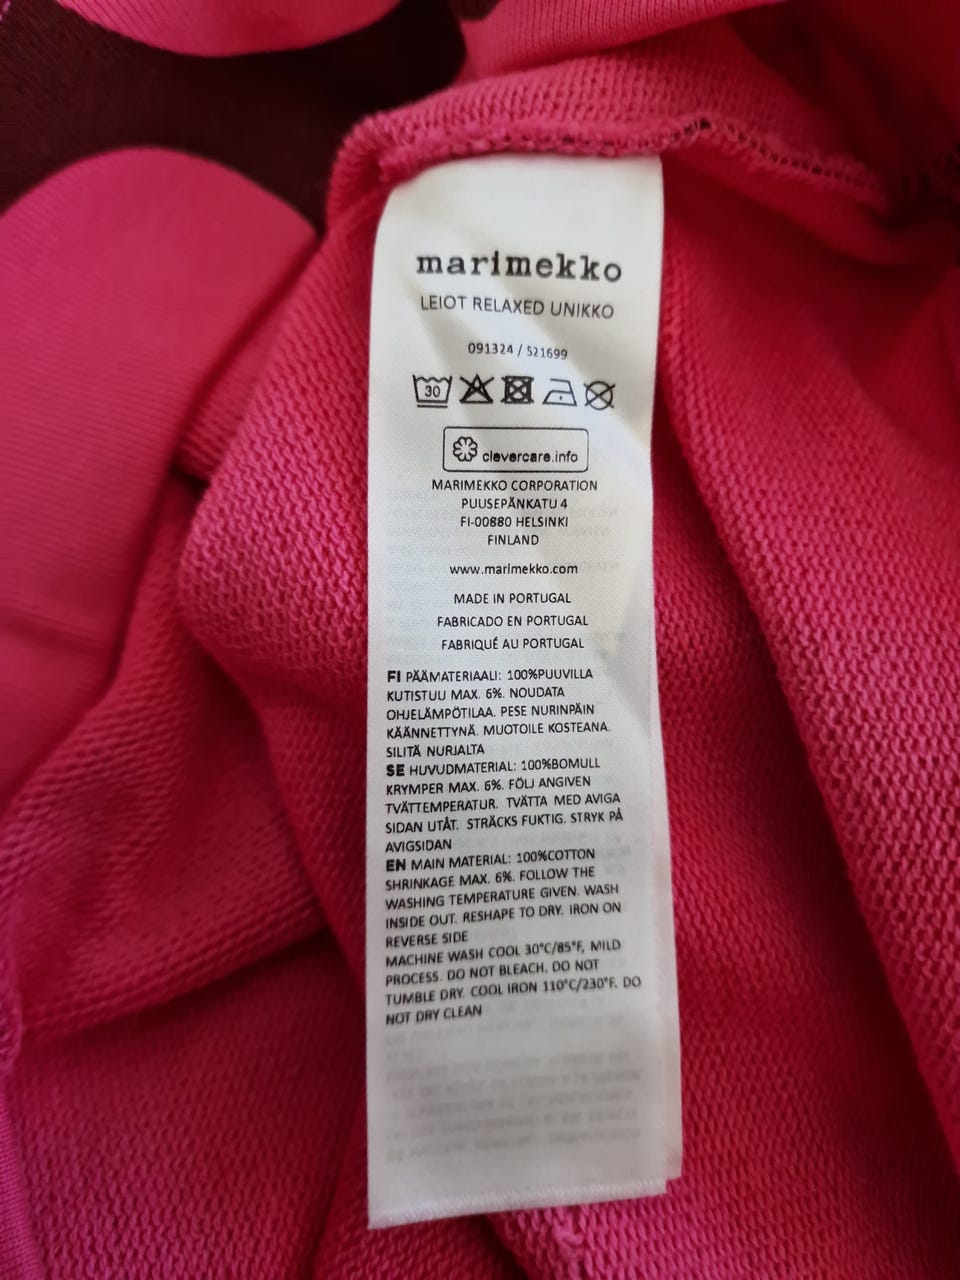 marimekko
LEIOT RELAXED UNIKKO
091324 / 521699
30
clevercare.info
MARIMEKKO CORPORATION
PUUSEPÄNKATU 4
FI-00880 HELSINKI
FINLAND
www.marimekko.com
MADE IN PORTUGAL
FABRICADO EN PORTUGAL
FABRIQUÉ AU PORTUGAL
FI PÄÄMATERIAALI: 100%PUUVILLA
KUTISTUU MAX. 6%. NOUDATA
OHJELÄMPÖTILAA. PESE NURINPÄIN
KÄÄNNETTYNÄ. MUOTOILE KOSTEANA.
SILITÄ NURJALTA
SE HUVUDMATERIAL: 100%BOMULL
KRYMPER MAX. 6%. FÖLJ ANGIVEN
TVÄTTEMPERATUR. TVÄTTA MED AVIGA
SIDAN UTÅT. STRÄCKS FUKTIG. STRYK PÅ
AVIGSIDAN
EN MAIN MATERIAL: 100%COTTON
SHRINKAGE MAX. 6%. FOLLOW THE
WASHING TEMPERATURE GIVEN. WASH
INSIDE OUT. RESHAPE TO DRY. IRON ON
REVERSE SIDE
MACHINE WASH COOL 30°C/85°F, MILD
PROCESS. DO NOT BLEACH. DO NOT
TUMBLE DRY. COOL IRON 110°C/230°F. DO
NOT DRY CLEAN